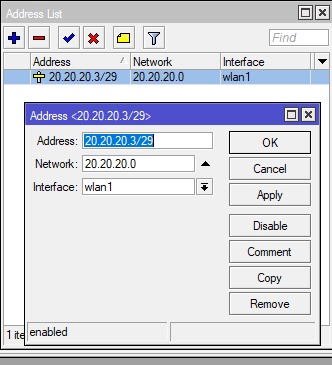 Address List
Find
Address Network Interface
20.20.20.3/29 20.20.20.0 wlan1
Address <20.20.20.3/29>
Address: 20.20.20.3/29
Network: 20.20.20.0
Interface: wlan1
OK
Cancel
Apply
Disable
Comment
Copy
Remove
1 ite
enabled